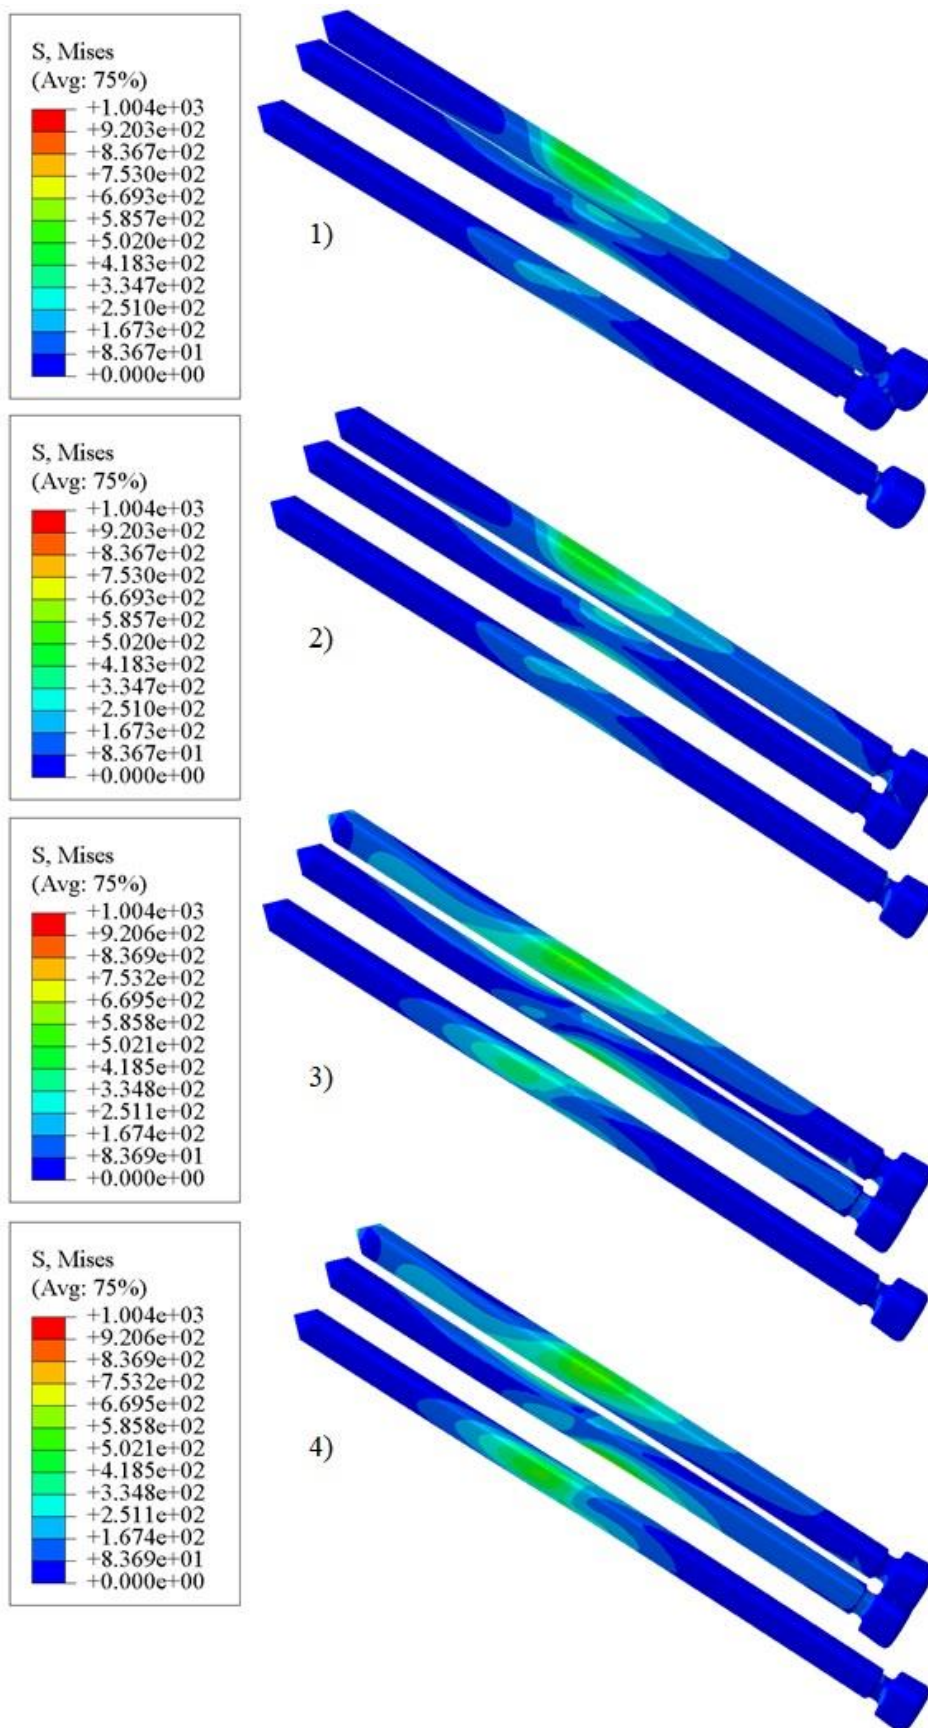 S, Mises
(Avg: 75%)
+1.004e+03
+9.203e+02
+8.367e+02
+7.530e+02
+6.693e+02
+5.857e+02
+5.020e+02
+4.183e+02
+3.347e+02
+2.510e+02
+1.673e+02
+8.367e+01
+0.000e+00
1)
S, Mises
(Avg: 75%)
+1.004e+03
+9.203e+02
+8.367e+02
+7.530e+02
+6.693e+02
+5.857e+02
+5.020e+02
+4.183e+02
+3.347e+02
+2.510e+02
+1.673e+02
+8.367e+01
+0.000e+00
2)
S, Mises
(Avg: 75%)
+1.004e+03
+9.206e+02
+8.369e+02
+7.532e+02
+6.695e+02
+5.858e+02
+5.021e+02
+4.185e+02
+3.348e+02
+2.511e+02
+1.674e+02
+8.369e+01
+0.000e+00
3)
S, Mises
(Avg: 75%)
+1.004e+03
+9.206e+02
+8.369e+02
+7.532e+02
+6.695e+02
+5.858e+02
+5.021e+02
+4.185e+02
+3.348e+02
+2.511e+02
+1.674e+02
+8.369e+01
+0.000e+00
4)